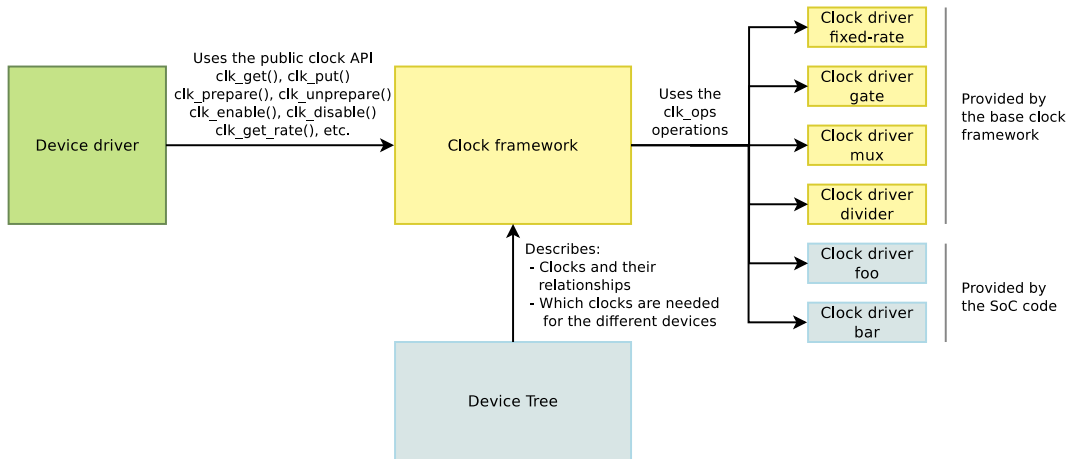 Device driver
Uses the public clock API
clk_get(), clk_put()
clk_prepare(), clk_unprepare()
clk_enable(), clk_disable()
clk_get_rate(), etc.
Clock framework
Uses the
clk_ops
operations
Clock driver
fixed-rate
Clock driver
gate
Clock driver
mux
Clock driver
divider
Provided by
the base clock
framework
Clock driver
foo
Clock driver
bar
Provided by
the SoC code
Describes:
- Clocks and their
relationships
- Which clocks are needed
for the different devices
Device Tree